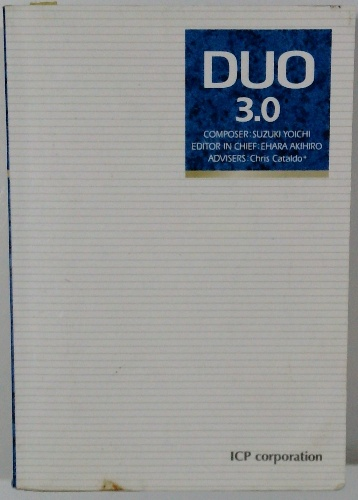 DUO
3.0
COMPOSER: SUZUKI YOICHI
EDITOR IN CHIEF: EHARA AKIHIRO
ADVISERS: Chris Cataldo*
ICP corporation